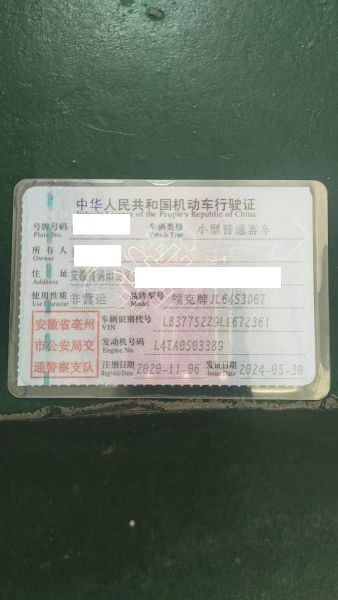 中华人民共和国机动车行驶证
of the People's Republic of China
号牌号码 车辆类型 小型普通客车
Plate No. Vehicle Type
所有人
Owner
住址 安徽省
Address
使用性质 非营运 品牌型号 领克牌JL6453D67
Use Character Model
安徽省亳州 车辆识别代号 LB37752Z9LL672361
市公安局交 VIN
通警察支队 发动机号码 L4TA0503389
Engine No.
注册日期 2020-11-06 发证日期 2024-05-30
Register Date Issue Date